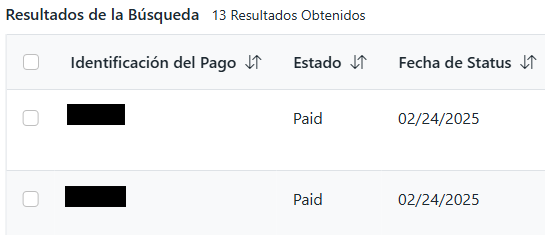 Resultados de la Búsqueda 13 Resultados Obtenidos
Identificación del Pago Estado Fecha de Status
Paid 02/24/2025
Paid 02/24/2025